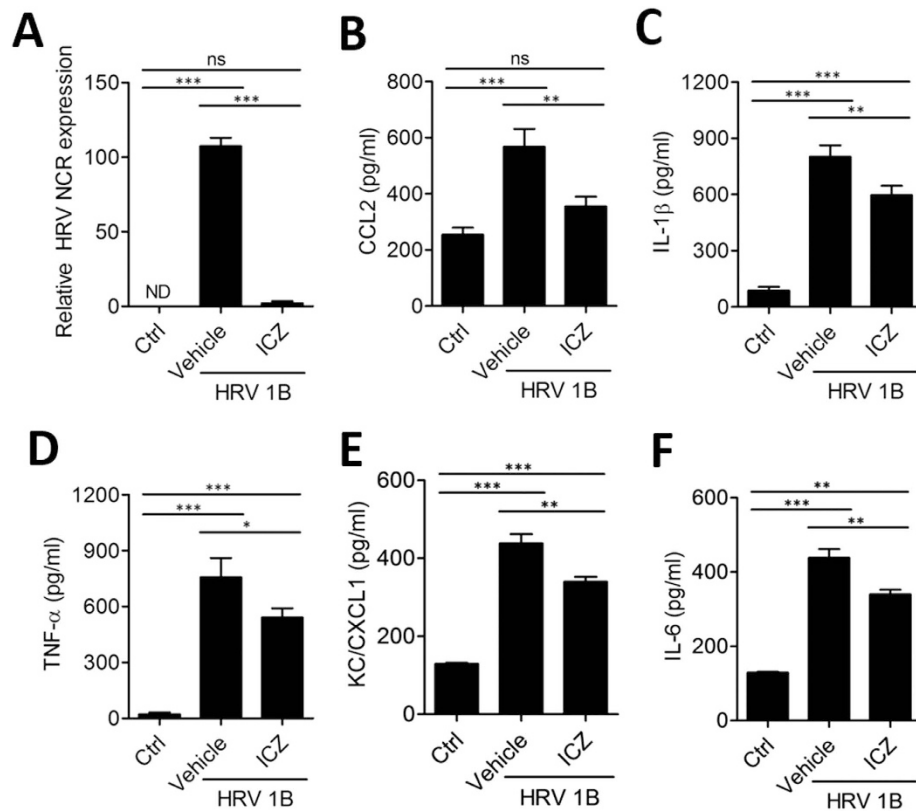 A
ns
***
***
Relative HRV NCR expression
150
100
50
0
ND
Ctrl
Vehicle
ICZ
HRV 1B
B
ns
***
**
CCL2 (pg/ml)
800
600
400
200
0
Ctrl
Vehicle
ICZ
HRV 1B
C
***
***
**
IL-1β (pg/ml)
1200
900
600
300
0
Ctrl
Vehicle
ICZ
HRV 1B
D
***
***
*
TNF-α (pg/ml)
1200
900
600
300
0
Ctrl
Vehicle
ICZ
HRV 1B
E
***
***
**
KC/CXCL1 (pg/ml)
600
400
200
0
Ctrl
Vehicle
ICZ
HRV 1B
F
**
***
**
IL-6 (pg/ml)
600
400
200
0
Ctrl
Vehicle
ICZ
HRV 1B